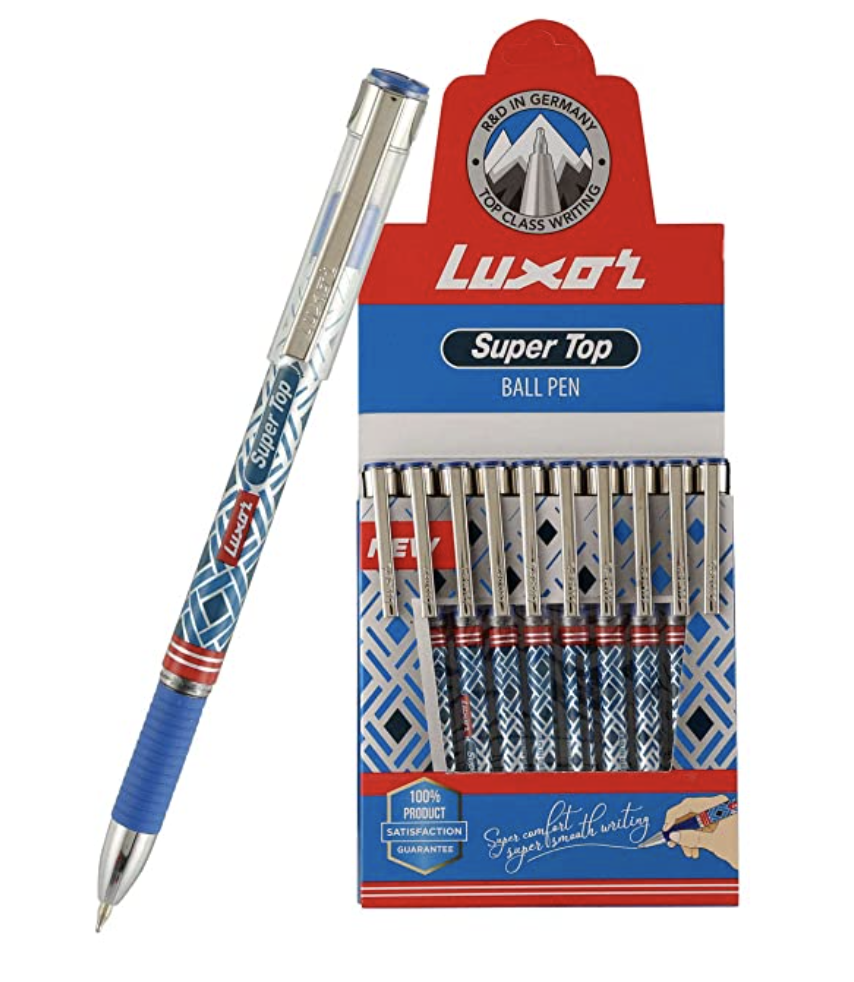 R&D IN GERMANY
TOP CLASS WRITING
Luxor
Super Top
BALL PEN
Super Top
Luxor
NEW
100%
PRODUCT
SATISFACTION
GUARANTEE
Super comfort
super smooth writing